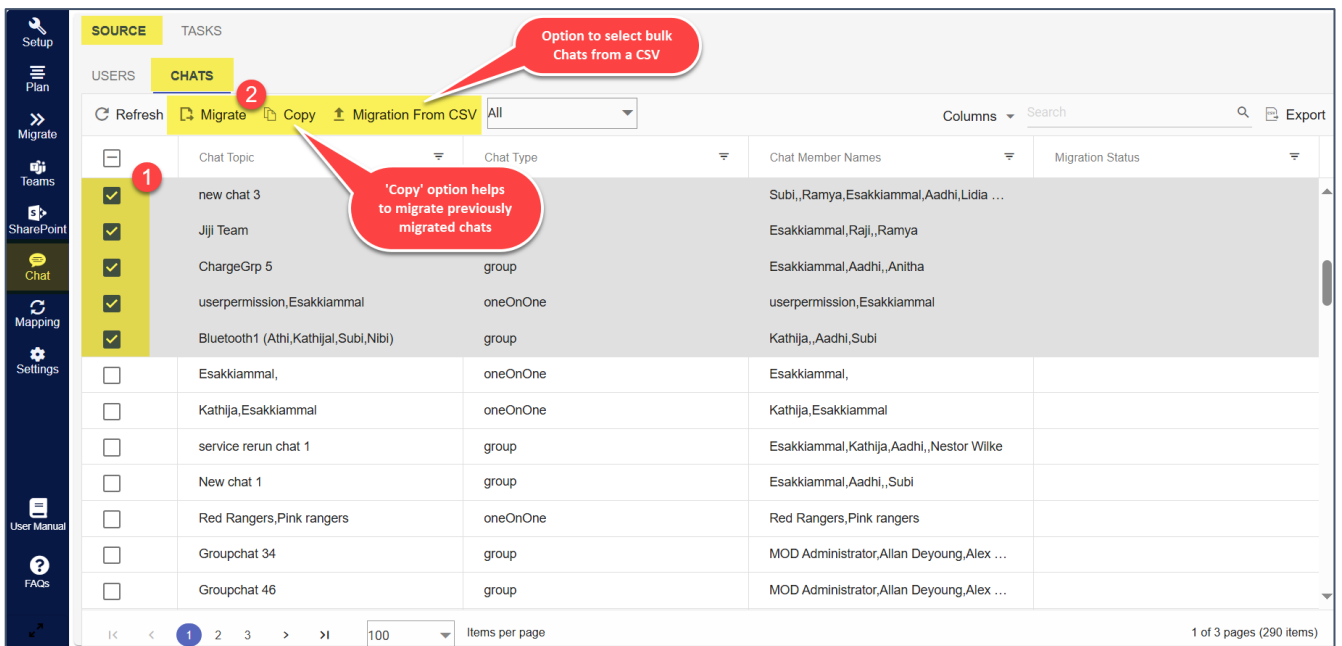 Setup
Plan
Migrate
Teams
SharePoint
Chat
Mapping
Settings
User Manual
FAQs
SOURCE TASKS
USERS CHATS
Option to select bulk
Chats from a CSV
2
Refresh Migrate Copy Migration From CSV All Columns Search Export
Chat Topic Chat Type Chat Member Names Migration Status
1
'Copy' option helps
to migrate previously
migrated chats
new chat 3 Subi,,Ramya,Esakkiammal,Aadhi,Lidia ...
Jiji Team Esakkiammal,Raji,,Ramya
ChargeGrp 5 group Esakkiammal,Aadhi,,Anitha
userpermission,Esakkiammal oneOnOne userpermission,Esakkiammal
Bluetooth1 (Athi,Kathijal,Subi,Nibi) group Kathija,,Aadhi,Subi
Esakkiammal, oneOnOne Esakkiammal,
Kathija,Esakkiammal oneOnOne Kathija,Esakkiammal
service rerun chat 1 group Esakkiammal,Kathija,Aadhi,,Nestor Wilke
New chat 1 group Esakkiammal,Aadhi,,Subi
Red Rangers,Pink rangers oneOnOne Red Rangers,Pink rangers
Groupchat 34 group MOD Administrator,Allan Deyoung,Alex ...
Groupchat 46 group MOD Administrator,Allan Deyoung,Alex ...
1 2 3 100 Items per page 1 of 3 pages (290 items)